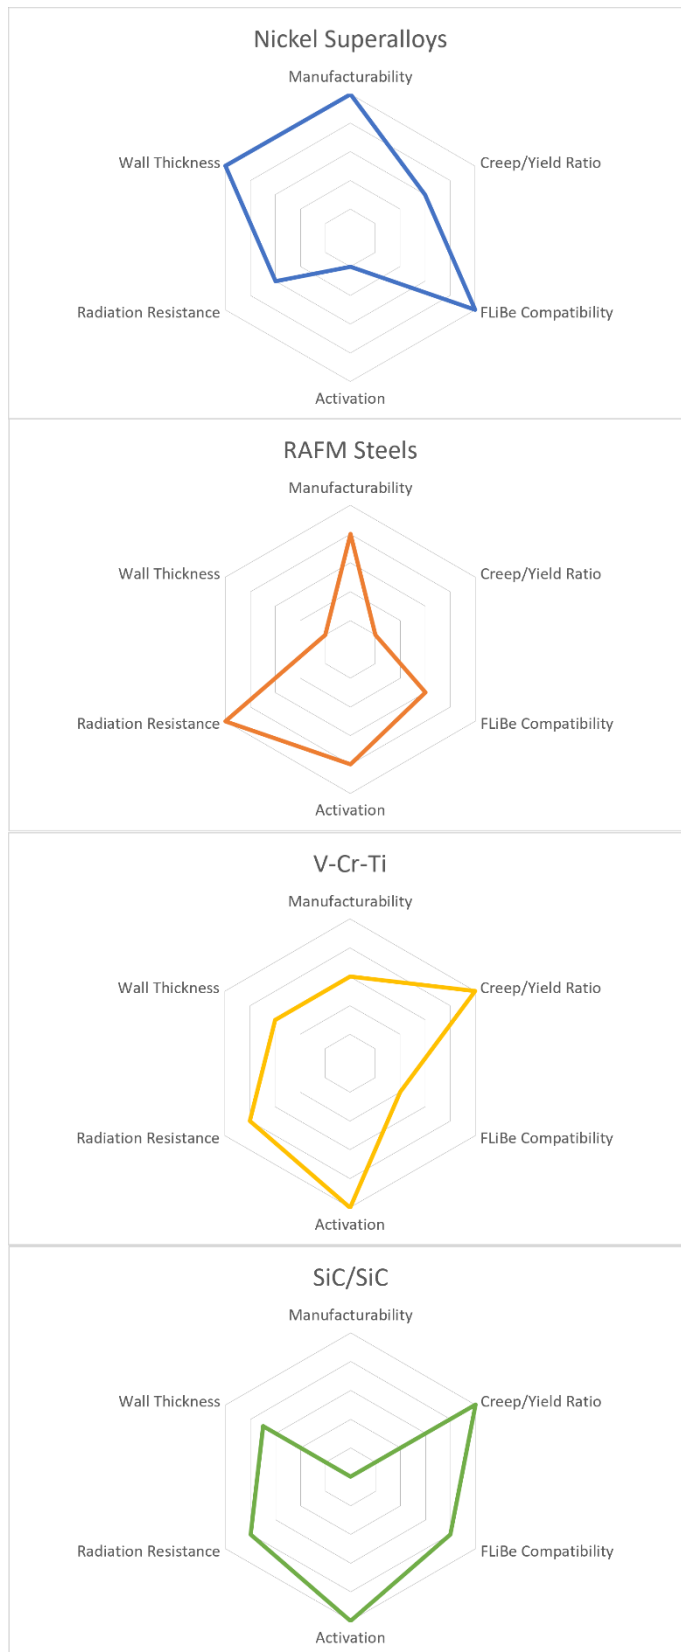 Nickel Superalloys
Manufacturability
Wall Thickness
Creep/Yield Ratio
Radiation Resistance
FLiBe Compatibility
Activation
RAFM Steels
Manufacturability
Wall Thickness
Creep/Yield Ratio
Radiation Resistance
FLiBe Compatibility
Activation
V-Cr-Ti
Manufacturability
Wall Thickness
Creep/Yield Ratio
Radiation Resistance
FLiBe Compatibility
Activation
SiC/SiC
Manufacturability
Wall Thickness
Creep/Yield Ratio
Radiation Resistance
FLiBe Compatibility
Activation